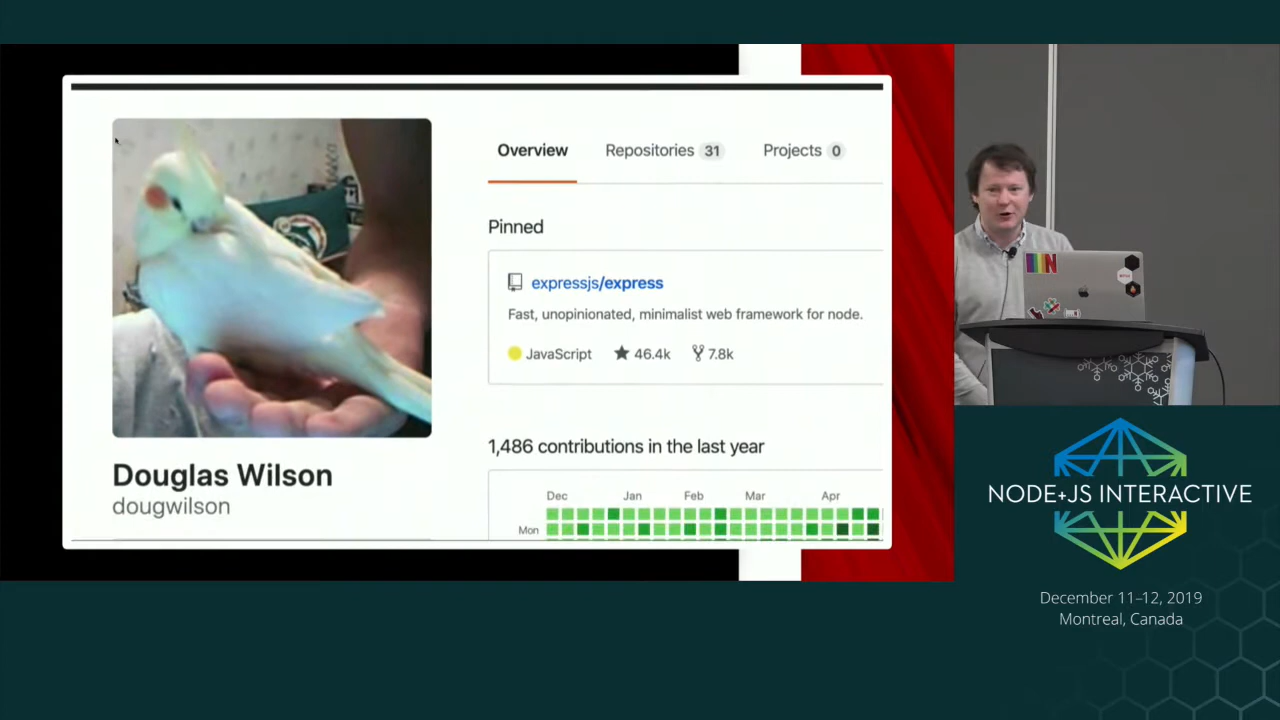 Overview Repositories 31 Projects 0
Pinned
expressjs/express
Fast, unopinionated, minimalist web framework for node.
JavaScript 46.4k 7.8k
1,486 contributions in the last year
Dec Jan Feb Mar Apr
Mon
Douglas Wilson
dougwilson
NODE+JS INTERACTIVE
December 11–12, 2019
Montreal, Canada